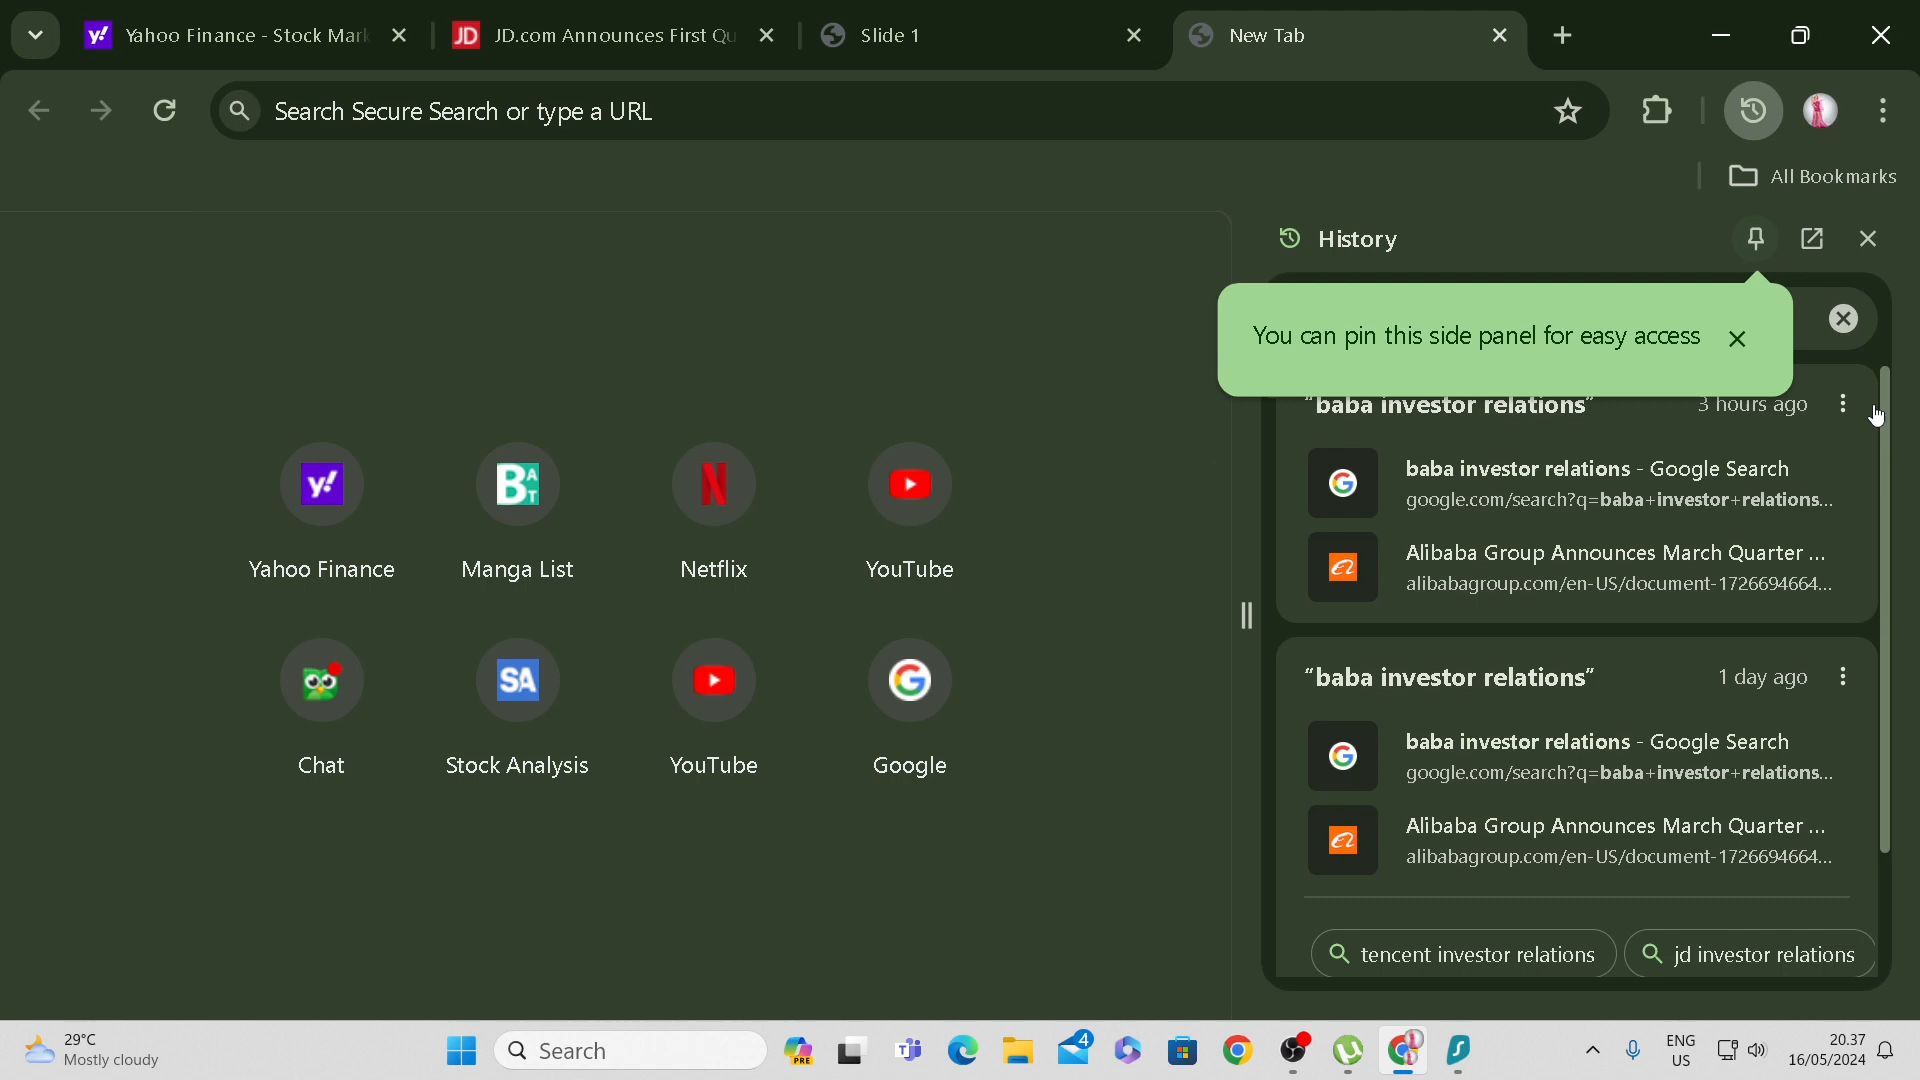 Yahoo Finance - Stock Mark
JD.com Announces First Qu
Slide 1
New Tab
Search Secure Search or type a URL
All Bookmarks
History
You can pin this side panel for easy access
"baba investor relations"
3 hours ago
baba investor relations - Google Search
google.com/search?q=baba+investor+relations...
Alibaba Group Announces March Quarter ...
alibabagroup.com/en-US/document-1726694664...
"baba investor relations"
1 day ago
baba investor relations - Google Search
google.com/search?q=baba+investor+relations...
Alibaba Group Announces March Quarter ...
alibabagroup.com/en-US/document-1726694664...
tencent investor relations
jd investor relations
Yahoo Finance
Manga List
Netflix
YouTube
Chat
Stock Analysis
YouTube
Google
29°C
Mostly cloudy
Search
PRE
4
ENG
US
20.37
16/05/2024